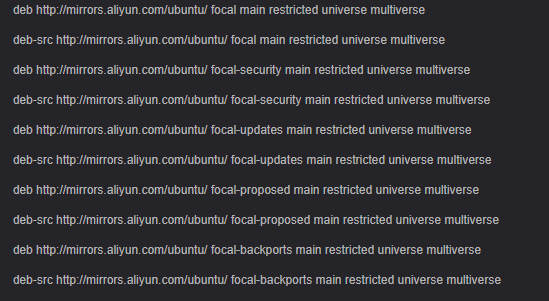 deb http://mirrors.aliyun.com/ubuntu/ focal main restricted universe multiverse
deb-src http://mirrors.aliyun.com/ubuntu/ focal main restricted universe multiverse
deb http://mirrors.aliyun.com/ubuntu/ focal-security main restricted universe multiverse
deb-src http://mirrors.aliyun.com/ubuntu/ focal-security main restricted universe multiverse
deb http://mirrors.aliyun.com/ubuntu/ focal-updates main restricted universe multiverse
deb-src http://mirrors.aliyun.com/ubuntu/ focal-updates main restricted universe multiverse
deb http://mirrors.aliyun.com/ubuntu/ focal-proposed main restricted universe multiverse
deb-src http://mirrors.aliyun.com/ubuntu/ focal-proposed main restricted universe multiverse
deb http://mirrors.aliyun.com/ubuntu/ focal-backports main restricted universe multiverse
deb-src http://mirrors.aliyun.com/ubuntu/ focal-backports main restricted universe multiverse